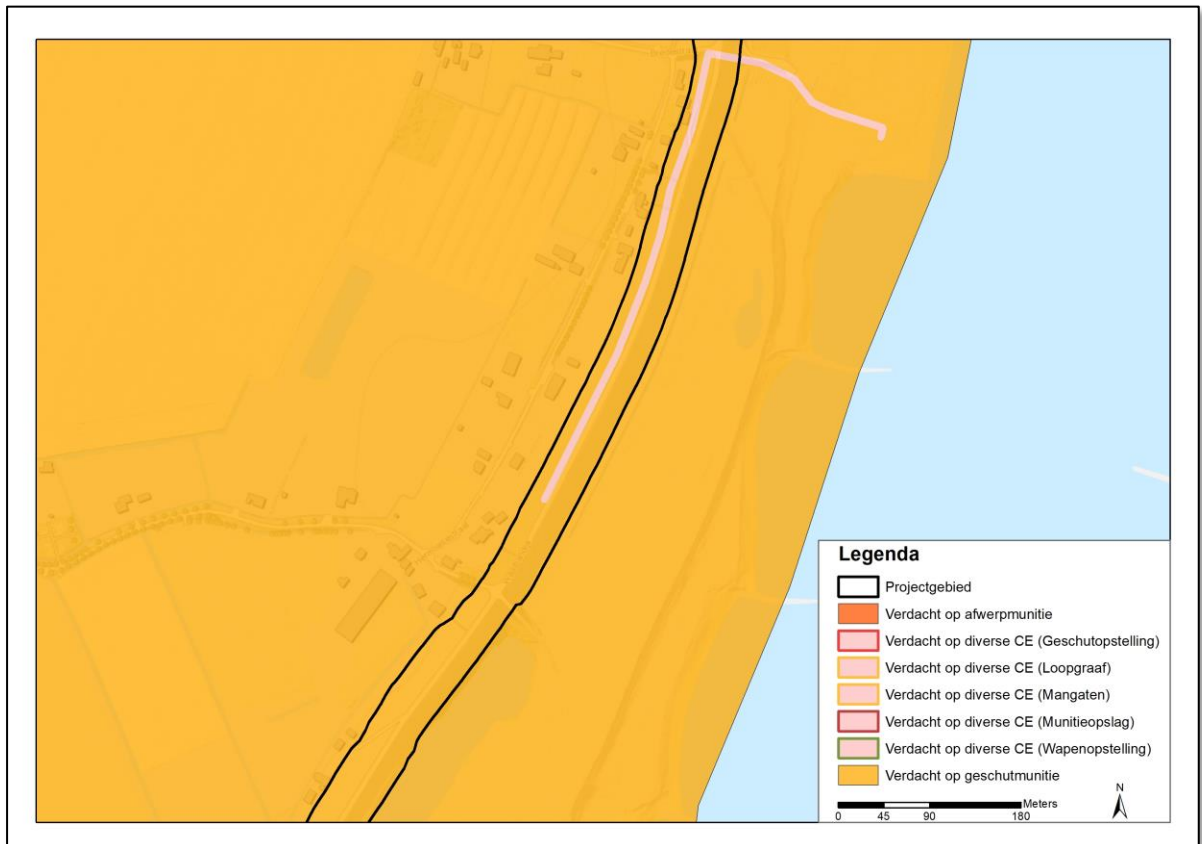 Legenda
Projectgebied
Verdacht op afwerpmunitie
Verdacht op diverse CE (Geschutopstelling)
Verdacht op diverse CE (Loopgraaf)
Verdacht op diverse CE (Mangaten)
Verdacht op diverse CE (Munitieopslag)
Verdacht op diverse CE (Wapenopstelling)
Verdacht op geschutmunitie
Meters
0 45 90 180
N